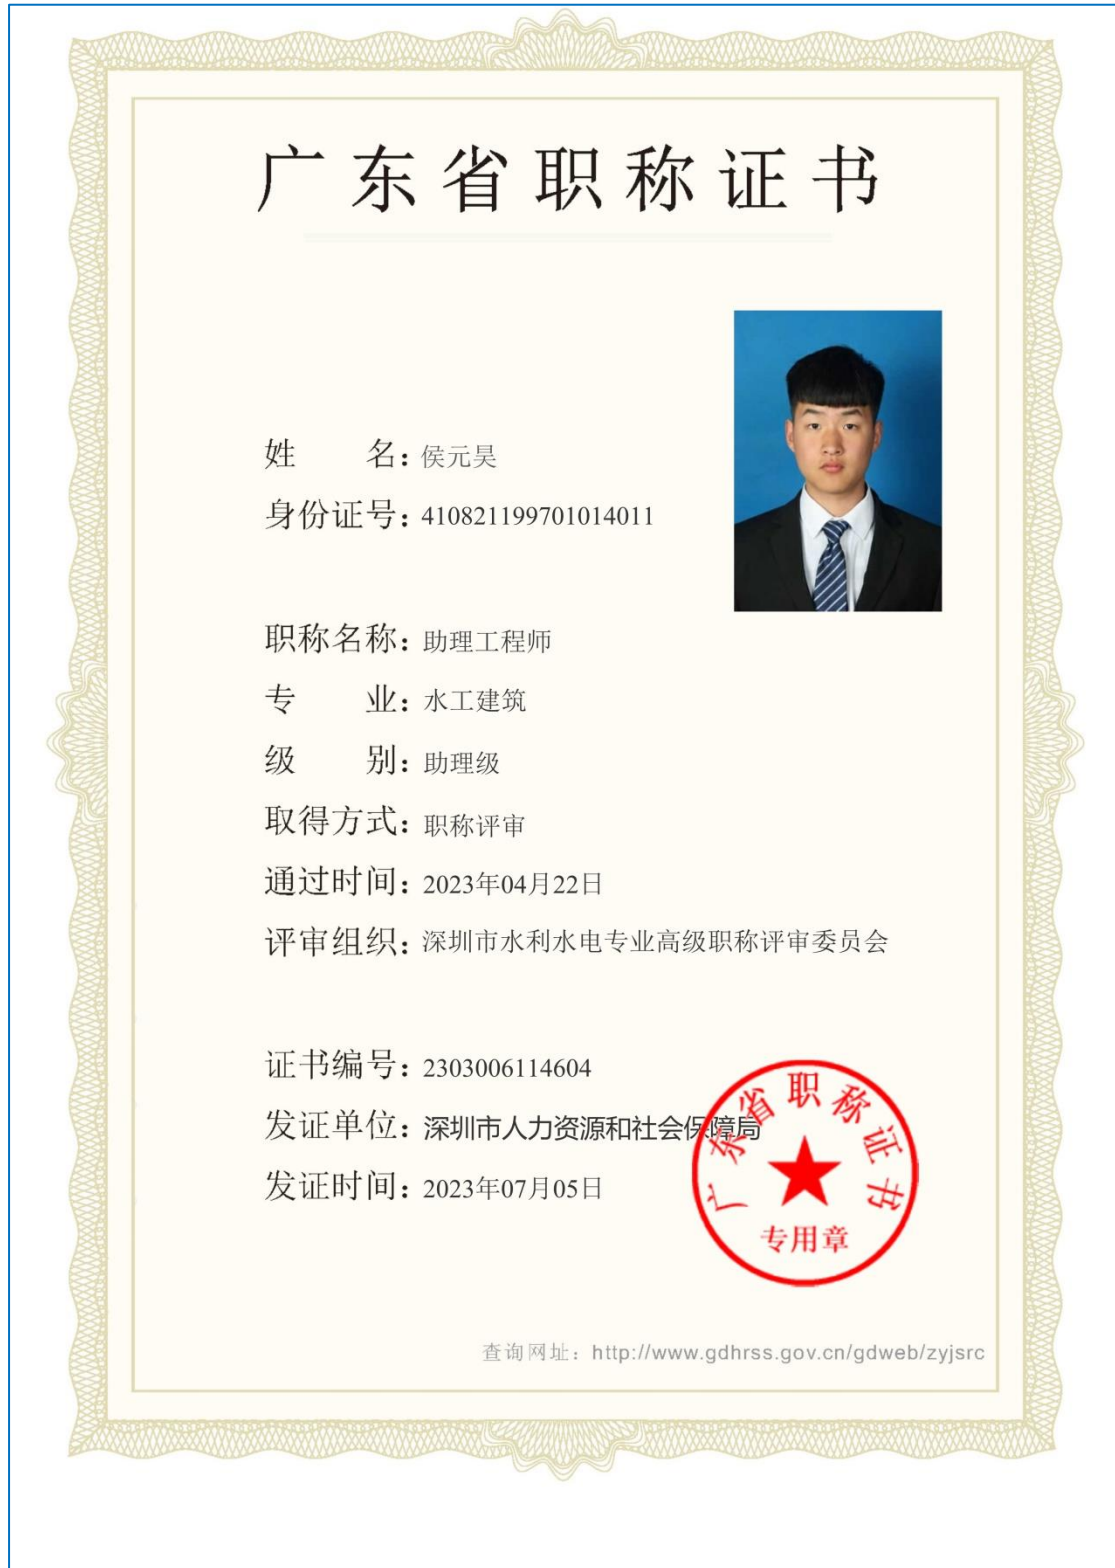 广东省职称证书
姓 名：侯元昊
身份证号：410821199701014011
职称名称：助理工程师
专 业：水工建筑
级 别：助理级
取得方式：职称评审
通过时间：2023年04月22日
评审组织：深圳市水利水电专业高级职称评审委员会
证书编号：2303006114604
发证单位：深圳市人力资源和社会保障局
发证时间：2023年07月05日
广东省职称证书
专用章
查询网址：http://www.gdhrss.gov.cn/gdweb/zyjsrc